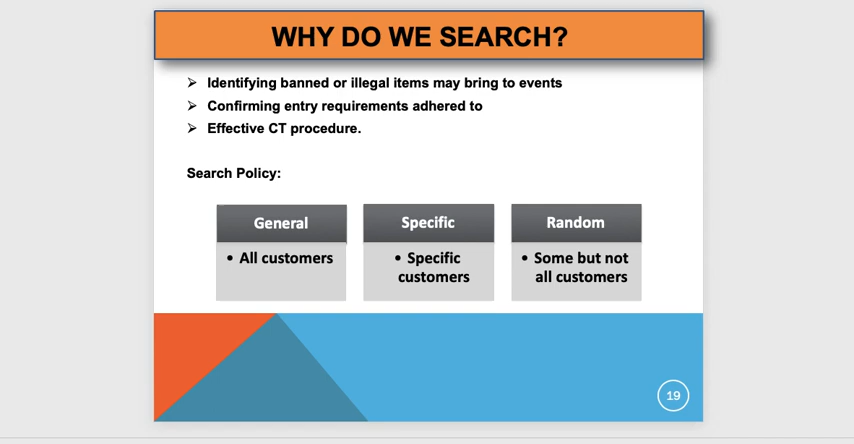 WHY DO WE SEARCH?
➢ Identifying banned or illegal items may bring to events
➢ Confirming entry requirements adhered to
➢ Effective CT procedure.
Search Policy:
General
• All customers
Specific
• Specific
customers
Random
• Some but not
all customers
19